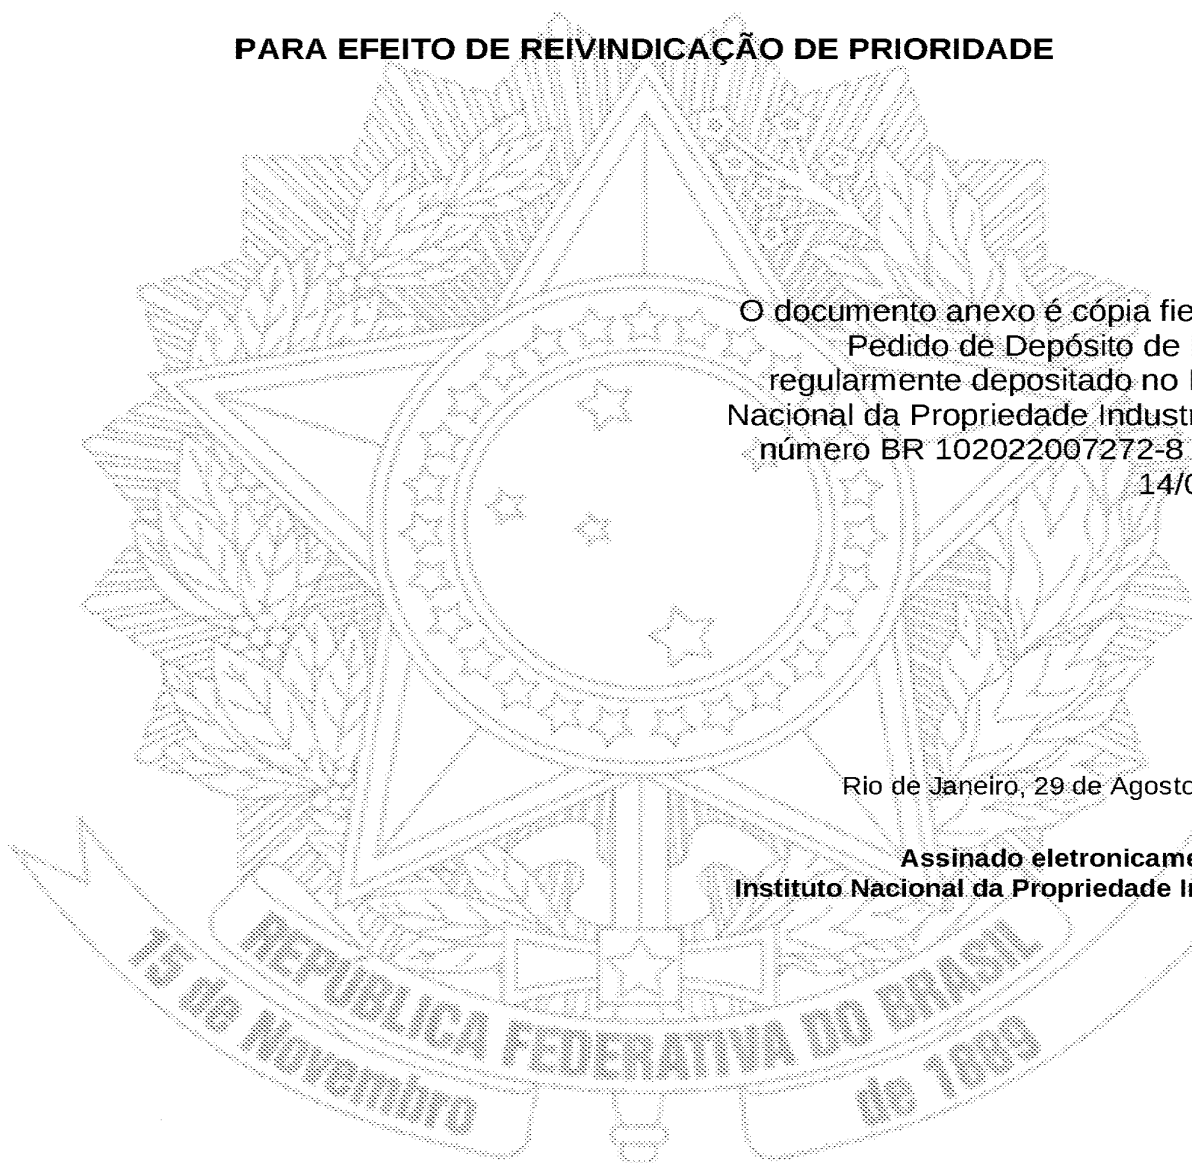 PARA EFEITO DE REIVINDICAÇÃO DE PRIORIDADE
O documento anexo é cópia fie
Pedido de Depósito de
regularmente depositado no
Nacional da Propriedade Industr
número BR 102022007272-8
14/0
Rio de Janeiro, 29 de Agosto
Assinado eletronicame
Instituto Nacional da Propriedade In
REPÚBLICA FEDERATIVA DO BRASIL
15 de Novembro
de 1889